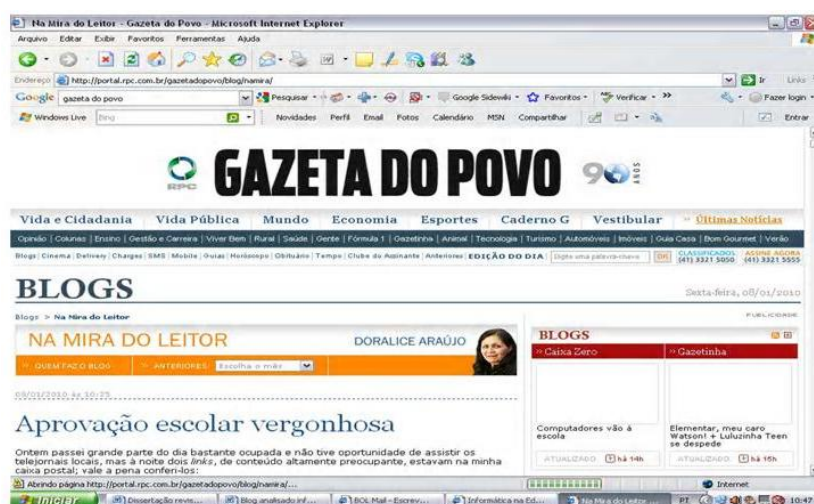 Na Mira do Leitor - Gazeta do Povo - Microsoft Internet Explorer
Arquivo Editar Exibir Favoritos Ferramentas Ajuda
Endereço http://portal.rpc.com.br/gazetadopovo/blog/namira/ Ir Links
Google gazeta do povo Pesquisar Google Sidewiki Favoritos Verificar Fazer login
Windows Live Bing Novidades Perfil Email Fotos Calendário MSN Compartilhar Entrar
RPC GAZETA DO POVO 90 ANOS
Vida e Cidadania Vida Pública Mundo Economia Esportes Caderno G Vestibular » Últimas Notícias
Opinião | Colunas | Ensino | Gestão e Carreira | Viver Bem | Rural | Saúde | Gente | Fórmula 1 | Gazetinha | Animal | Tecnologia | Turismo | Automóveis | Imóveis | Guia Casa | Bom Gourmet | Verão
Blogs | Cinema | Delivery | Charges | SMS | Mobile | Guias | Horóscopo | Obituário | Tempo | Clube do Assinante | Anteriores | EDIÇÃO DO DIA | Digite uma palavra-chave OK CLASSIFICADOS (41) 3321 5050 ASSINE AGORA (41) 3321 5555
BLOGS
Sexta-feira, 08/01/2010
Blogs > Na Mira do Leitor
PUBLICIDADE
NA MIRA DO LEITOR DORALICE ARAÚJO
» QUEM FAZ O BLOG » ANTERIORES Escolha o mês
BLOGS
» Caixa Zero » Gazetinha
08/01/2010 às 10:25
Aprovação escolar vergonhosa
Computadores vão à escola
Elementar, meu caro Watson! + Luluzinha Teen se despede
ATUALIZADO há 14h ATUALIZADO há 16h
Ontem passei grande parte do dia bastante ocupada e não tive oportunidade de assistir os
telejornais locais, mas à noite dois links, de conteúdo altamente preocupante, estavam na minha
caixa postal; vale a pena conferi-los:
Abrindo página http://portal.rpc.com.br/gazetadopovo/blog/namira/... Internet
Iniciar Dissertação revis... Blog analisado inf... BOL Mail - Escrev... Informática na Ed... Na Mira do Leitor ... PT 10:47